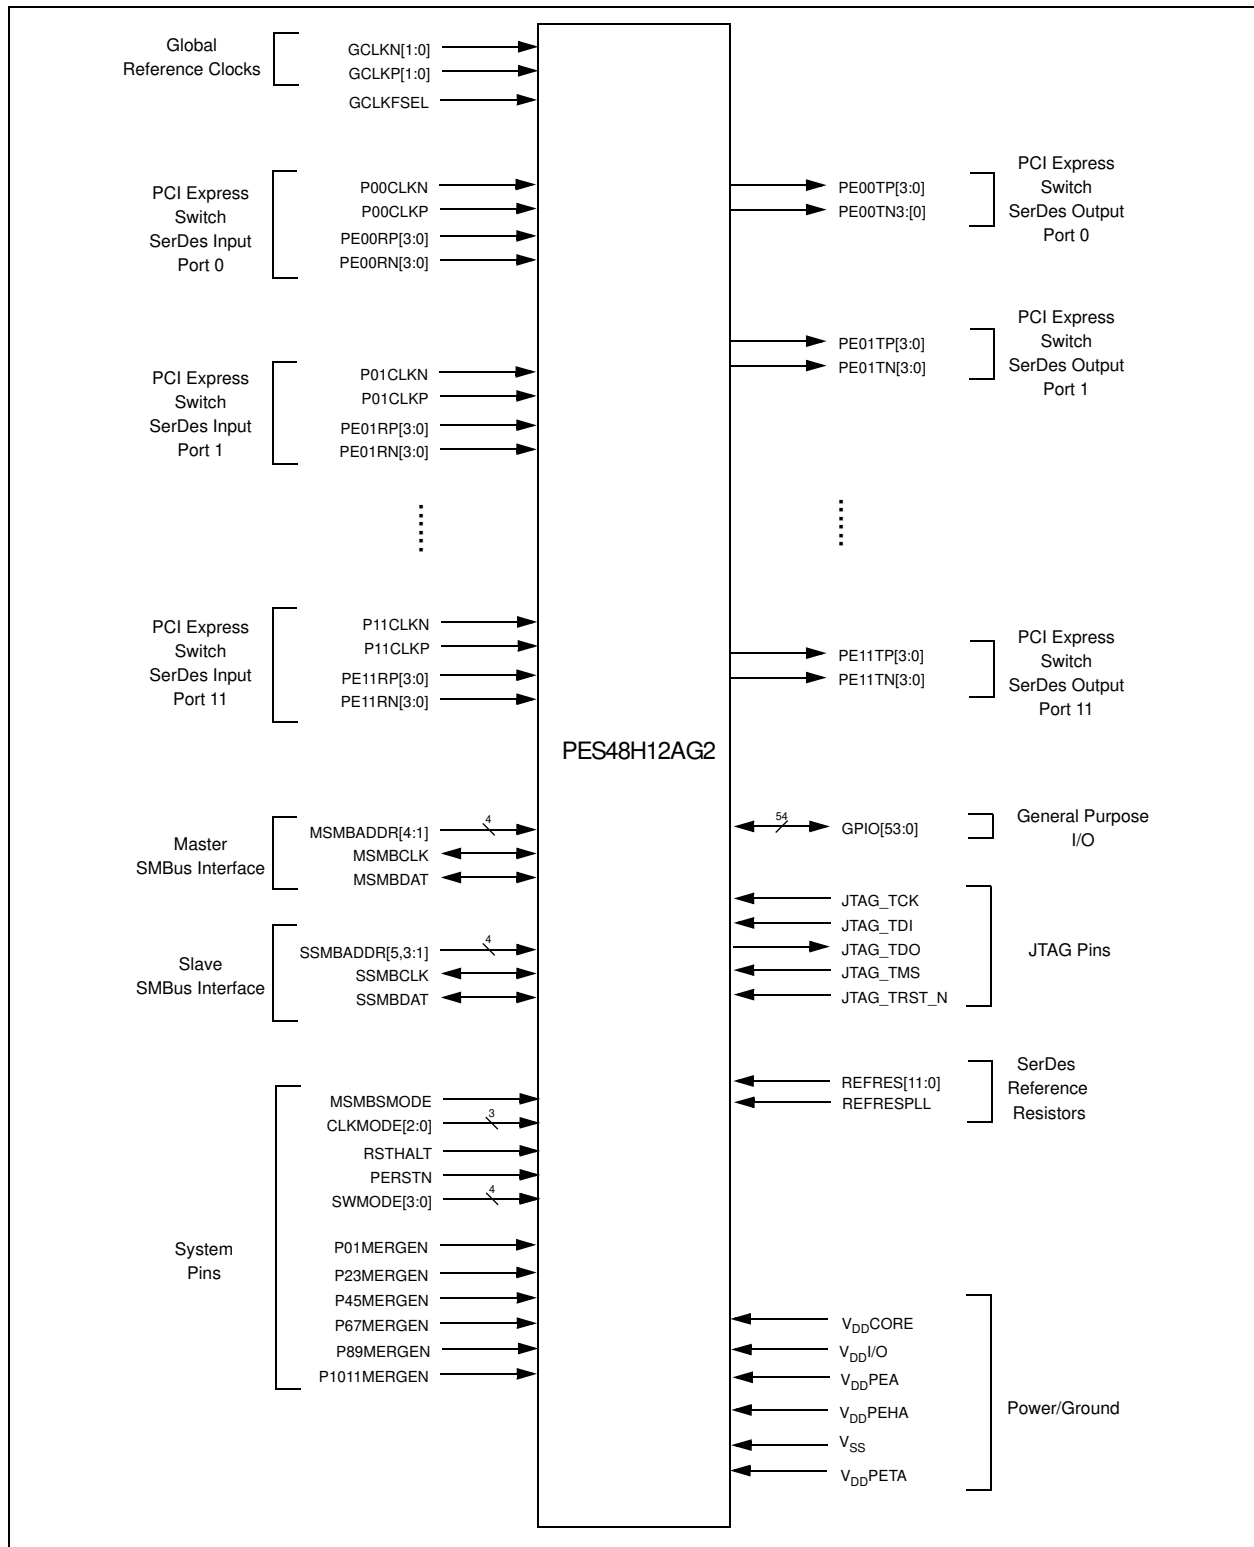 Global
Reference Clocks
GCLKN[1:0]
GCLKP[1:0]
GCLKFSEL
PCI Express
Switch
SerDes Input
Port 0
P00CLKN
P00CLKP
PE00RP[3:0]
PE00RN[3:0]
PCI Express
Switch
SerDes Input
Port 1
P01CLKN
P01CLKP
PE01RP[3:0]
PE01RN[3:0]
PCI Express
Switch
SerDes Input
Port 11
P11CLKN
P11CLKP
PE11RP[3:0]
PE11RN[3:0]
Master
SMBus Interface
MSMBADDR[4:1]
4
MSMBCLK
MSMBDAT
Slave
SMBus Interface
SSMBADDR[5,3:1]
4
SSMBCLK
SSMBDAT
System
Pins
MSMBSMODE
CLKMODE[2:0]
3
RSTHALT
PERSTN
SWMODE[3:0]
4
P01MERGEN
P23MERGEN
P45MERGEN
P67MERGEN
P89MERGEN
P1011MERGEN
PES48H12AG2
PE00TP[3:0]
PE00TN3:[0]
PCI Express
Switch
SerDes Output
Port 0
PE01TP[3:0]
PE01TN[3:0]
PCI Express
Switch
SerDes Output
Port 1
PE11TP[3:0]
PE11TN[3:0]
PCI Express
Switch
SerDes Output
Port 11
54
GPIO[53:0]
General Purpose
I/O
JTAG_TCK
JTAG_TDI
JTAG_TDO
JTAG_TMS
JTAG_TRST_N
JTAG Pins
REFRES[11:0]
REFRESPLL
SerDes
Reference
Resistors
VDDCORE
VDDI/O
VDDPEA
VDDPEHA
VSS
VDDPETA
Power/Ground